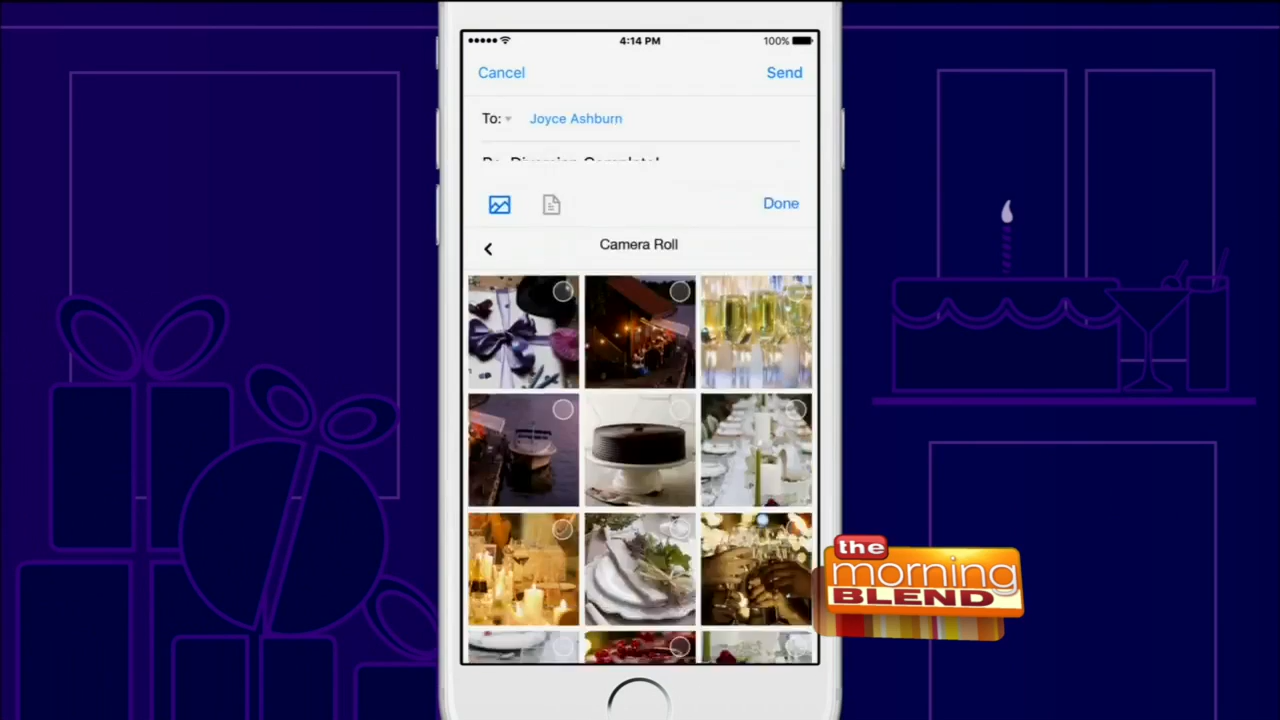 4:14 PM
100%
Cancel
Send
To: Joyce Ashburn
Done
Camera Roll
the
morning
BLEND